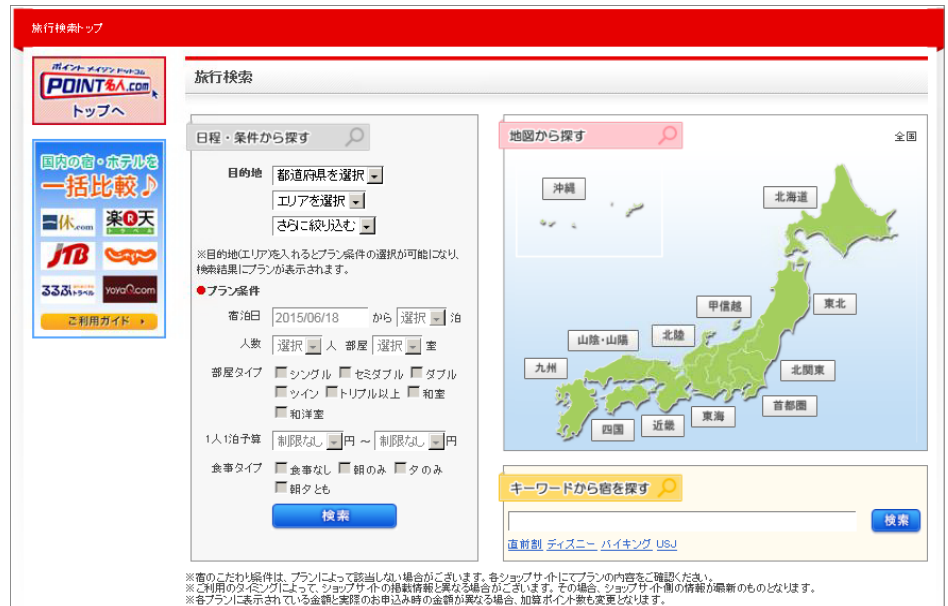 旅行検索トップ
ポイント メイジン ドットコム
POINT名人.com
トップへ
国内の宿・ホテルを
一括比較♪
一休.com
楽天
トラベル
JTB
るるぶトラベル
yoyaQ.com
ご利用ガイド
旅行検索
日程・条件から探す
目的地 都道府県を選択
エリアを選択
さらに絞り込む
※目的地(エリア)を入れるとプラン条件の選択が可能になり、
検索結果にプランが表示されます。
●プラン条件
宿泊日 2015/06/18 から 選択 泊
人数 選択 人 部屋 選択 室
部屋タイプ シングル セミダブル ダブル
ツイン トリプル以上 和室
和洋室
1人1泊予算 制限なし 円 ～ 制限なし 円
食事タイプ 食事なし 朝のみ 夕のみ
朝夕とも
検索
地図から探す
全国
沖縄
北海道
甲信越
東北
山陰・山陽
北陸
九州
北関東
首都圏
東海
近畿
四国
キーワードから宿を探す
検索
直前割 ディズニー バイキング USJ
※宿のこだわり条件は、プランによって該当しない場合がございます。各ショップサイトにてプランの内容をご確認ください。
※ご利用のタイミングによって、ショップサイトの掲載情報と異なる場合がございます。その場合、ショップサイト側の情報が最新のものとなります。
※各プランに表示されている金額と実際のお申込み時の金額が異なる場合、加算ポイント数も変更となります。